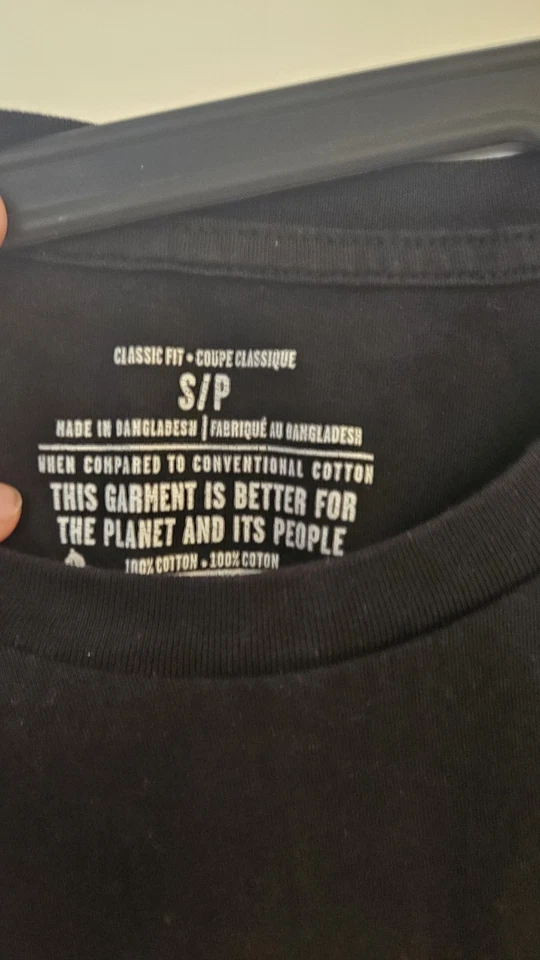 CLASSIC FIT • COUPE CLASSIQUE
S/P
MADE IN BANGLADESH | FABRIQUÉ AU BANGLADESH
WHEN COMPARED TO CONVENTIONAL COTTON
THIS GARMENT IS BETTER FOR
THE PLANET AND ITS PEOPLE
100% COTTON • 100% COTON